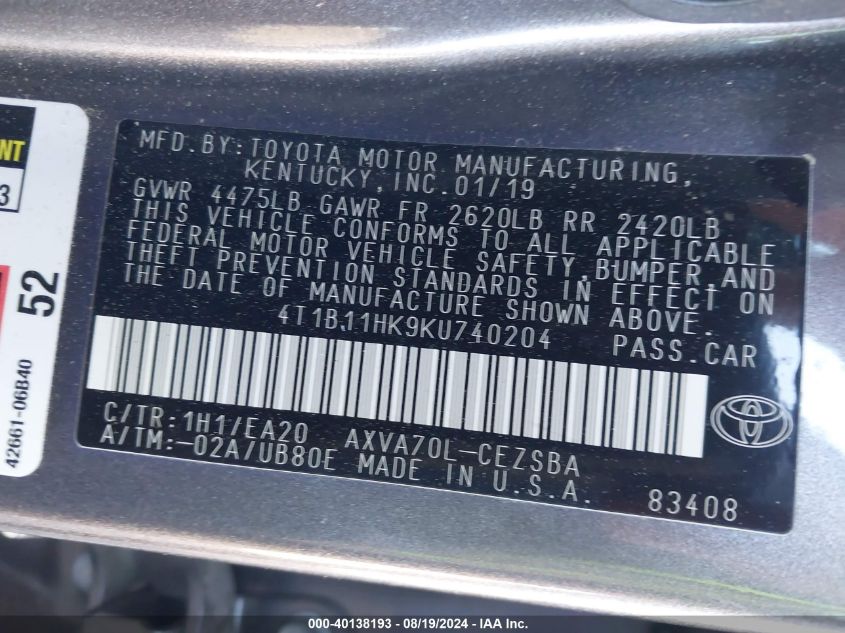 MFD.BY:TOYOTA MOTOR MANUFACTURING,
KENTUCKY,INC.01/19
GVWR 4475LB GAWR FR 2620LB RR 2420LB
THIS VEHICLE CONFORMS TO ALL APPLICABLE
FEDERAL MOTOR VEHICLE SAFETY,BUMPER,AND
THEFT PREVENTION STANDARDS IN EFFECT ON
THE DATE OF MANUFACTURE SHOWN ABOVE.
4T1B11HK9KU740204 PASS.CAR
C/TR:1H1/EA20 AXVA70L-CEZSBA
A/TM:-02A/UB80E MADE IN U.S.A.
83408
NT
3
52
42661-06B40
000-40138193 - 08/19/2024 - IAA Inc.